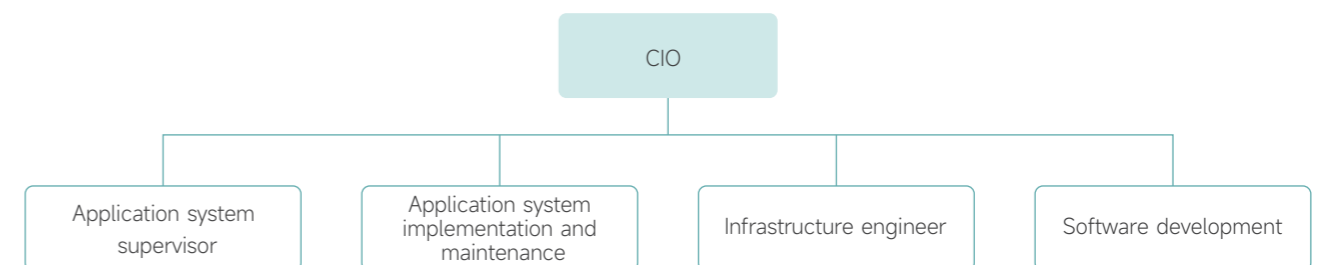 CIO
Application system
supervisor
Application system
implementation and
maintenance
Infrastructure engineer
Software development